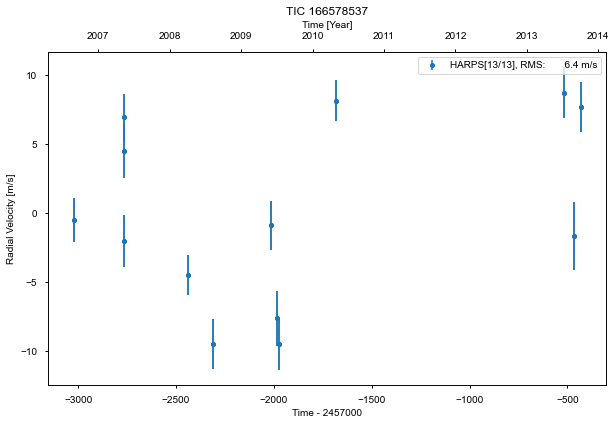 TIC 166578537
Time [Year]
2007 2008 2009 2010 2011 2012 2013 2014
HARPS[13/13], RMS: 6.4 m/s
10
5
0
−5
−10
Radial Velocity [m/s]
−3000 −2500 −2000 −1500 −1000 −500
Time - 2457000